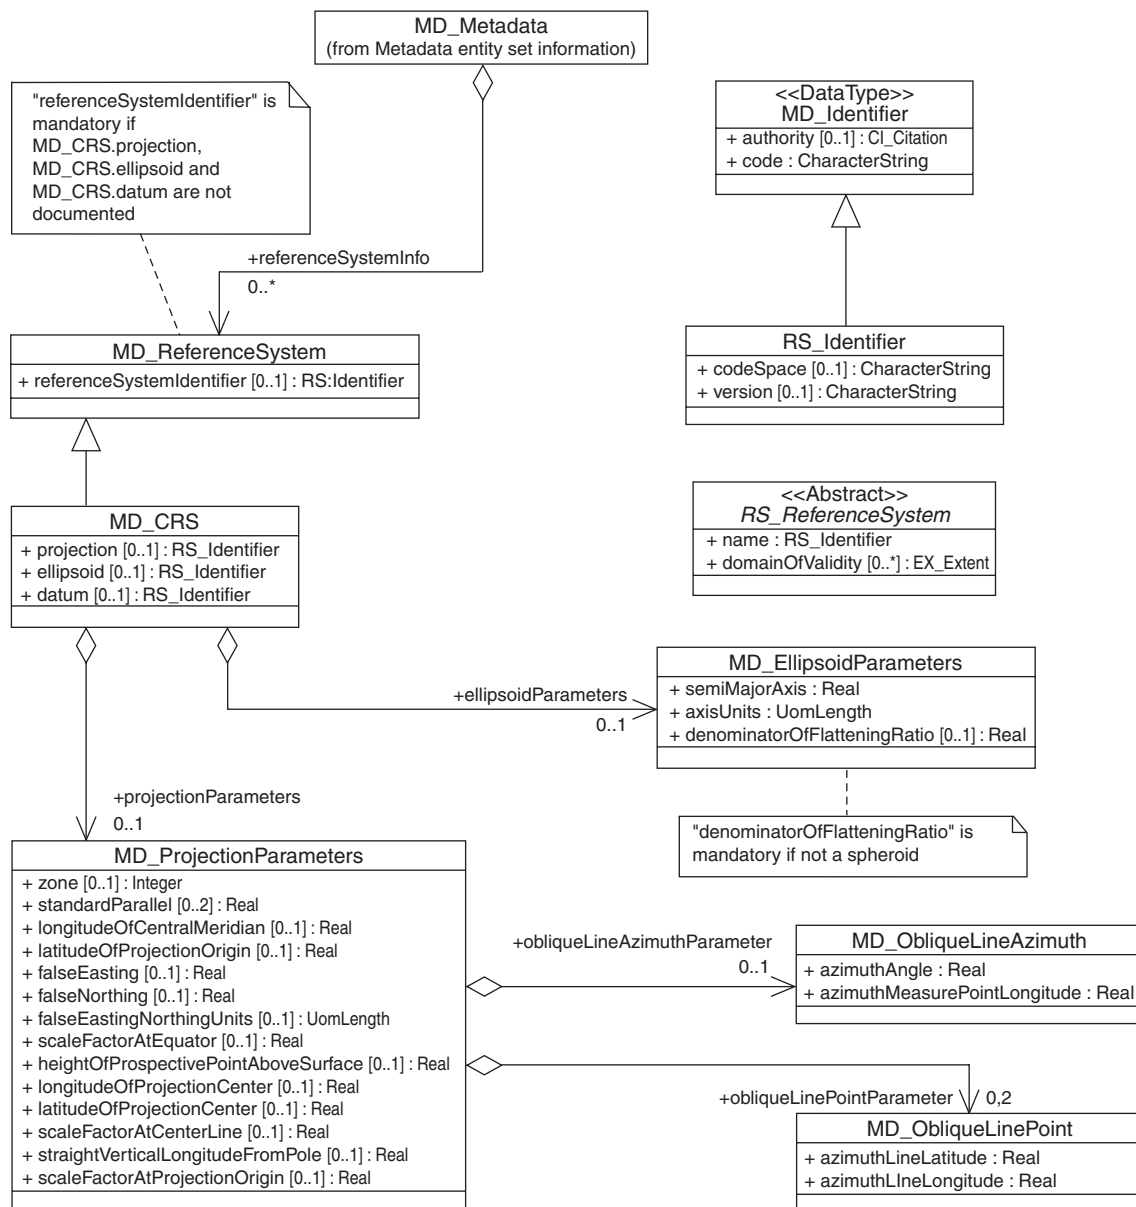 MD_Metadata
(from Metadata entity set information)
"referenceSystemIdentifier" is
mandatory if
MD_CRS.projection,
MD_CRS.ellipsoid and
MD_CRS.datum are not
documented
<<DataType>>
MD_Identifier
+ authority [0..1] : CI_Citation
+ code : CharacterString
+referenceSystemInfo
0..*
MD_ReferenceSystem
+ referenceSystemIdentifier [0..1] : RS:Identifier
RS_Identifier
+ codeSpace [0..1] : CharacterString
+ version [0..1] : CharacterString
MD_CRS
+ projection [0..1] : RS_Identifier
+ ellipsoid [0..1] : RS_Identifier
+ datum [0..1] : RS_Identifier
<<Abstract>>
RS_ReferenceSystem
+ name : RS_Identifier
+ domainOfValidity [0..*] : EX_Extent
+ellipsoidParameters
0..1
MD_EllipsoidParameters
+ semiMajorAxis : Real
+ axisUnits : UomLength
+ denominatorOfFlatteningRatio [0..1] : Real
"denominatorOfFlatteningRatio" is
mandatory if not a spheroid
+projectionParameters
0..1
MD_ProjectionParameters
+ zone [0..1] : Integer
+ standardParallel [0..2] : Real
+ longitudeOfCentralMeridian [0..1] : Real
+ latitudeOfProjectionOrigin [0..1] : Real
+ falseEasting [0..1] : Real
+ falseNorthing [0..1] : Real
+ falseEastingNorthingUnits [0..1] : UomLength
+ scaleFactorAtEquator [0..1] : Real
+ heightOfProspectivePointAboveSurface [0..1] : Real
+ longitudeOfProjectionCenter [0..1] : Real
+ latitudeOfProjectionCenter [0..1] : Real
+ scaleFactorAtCenterLine [0..1] : Real
+ straightVerticalLongitudeFromPole [0..1] : Real
+ scaleFactorAtProjectionOrigin [0..1] : Real
+obliqueLineAzimuthParameter
0..1
MD_ObliqueLineAzimuth
+ azimuthAngle : Real
+ azimuthMeasurePointLongitude : Real
+obliqueLinePointParameter
0,2
MD_ObliqueLinePoint
+ azimuthLineLatitude : Real
+ azimuthLIneLongitude : Real